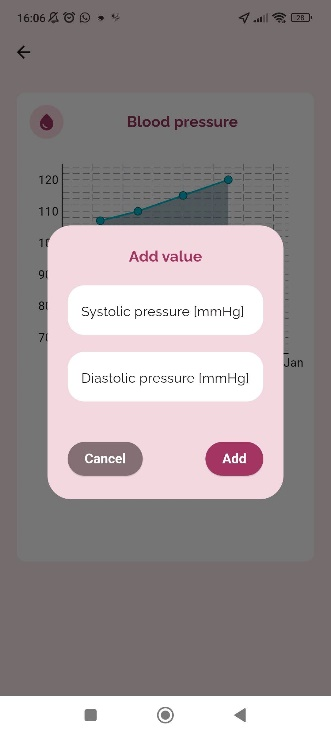 16:06
28
Blood pressure
120
110
10
90
80
70
Jan
Add value
Systolic pressure [mmHg]
Diastolic pressure [mmHg]
Cancel
Add